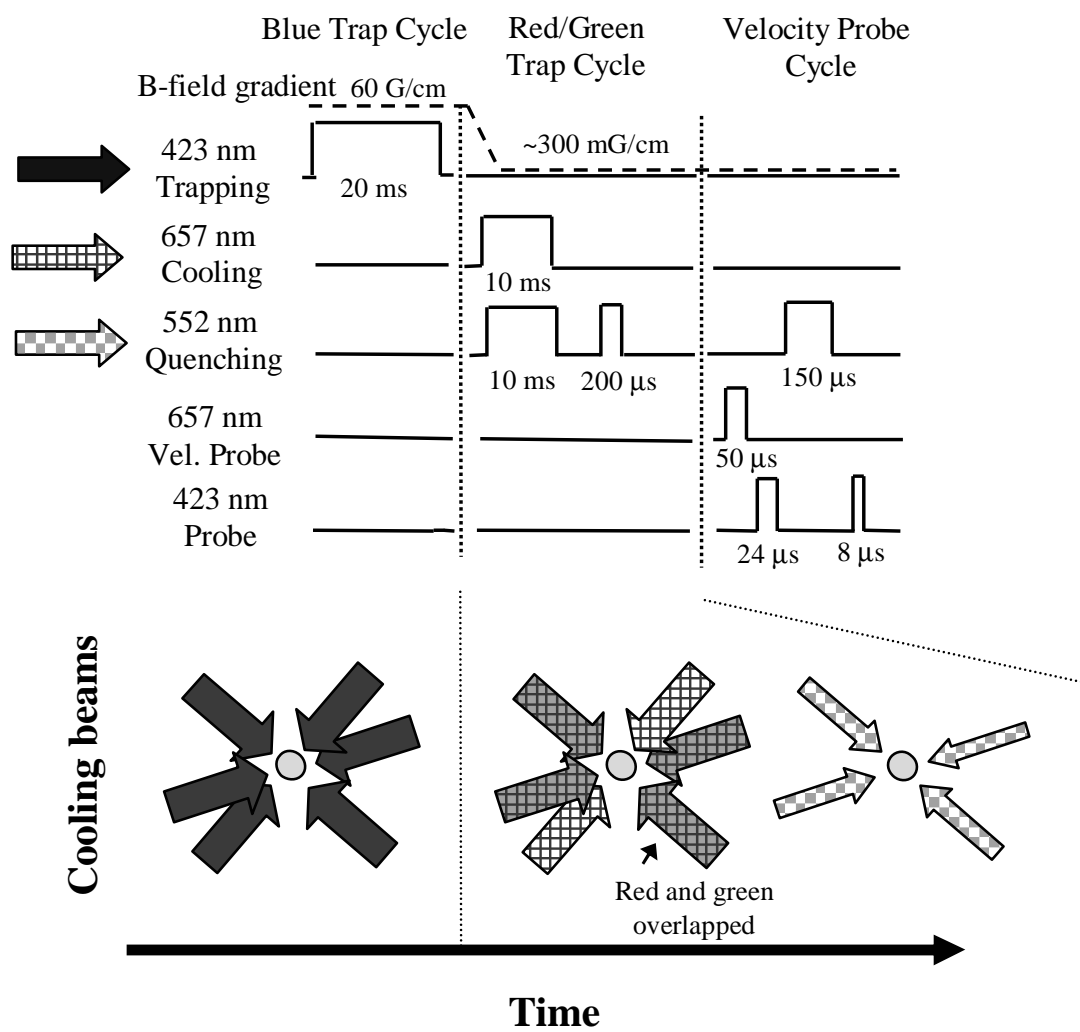 Blue Trap Cycle
Red/Green
Trap Cycle
Velocity Probe
Cycle
B-field gradient
60 G/cm
~300 mG/cm
423 nm
Trapping
20 ms
657 nm
Cooling
10 ms
552 nm
Quenching
10 ms
200 μs
150 μs
657 nm
Vel. Probe
50 μs
423 nm
Probe
24 μs
8 μs
Cooling beams
Red and green
overlapped
Time